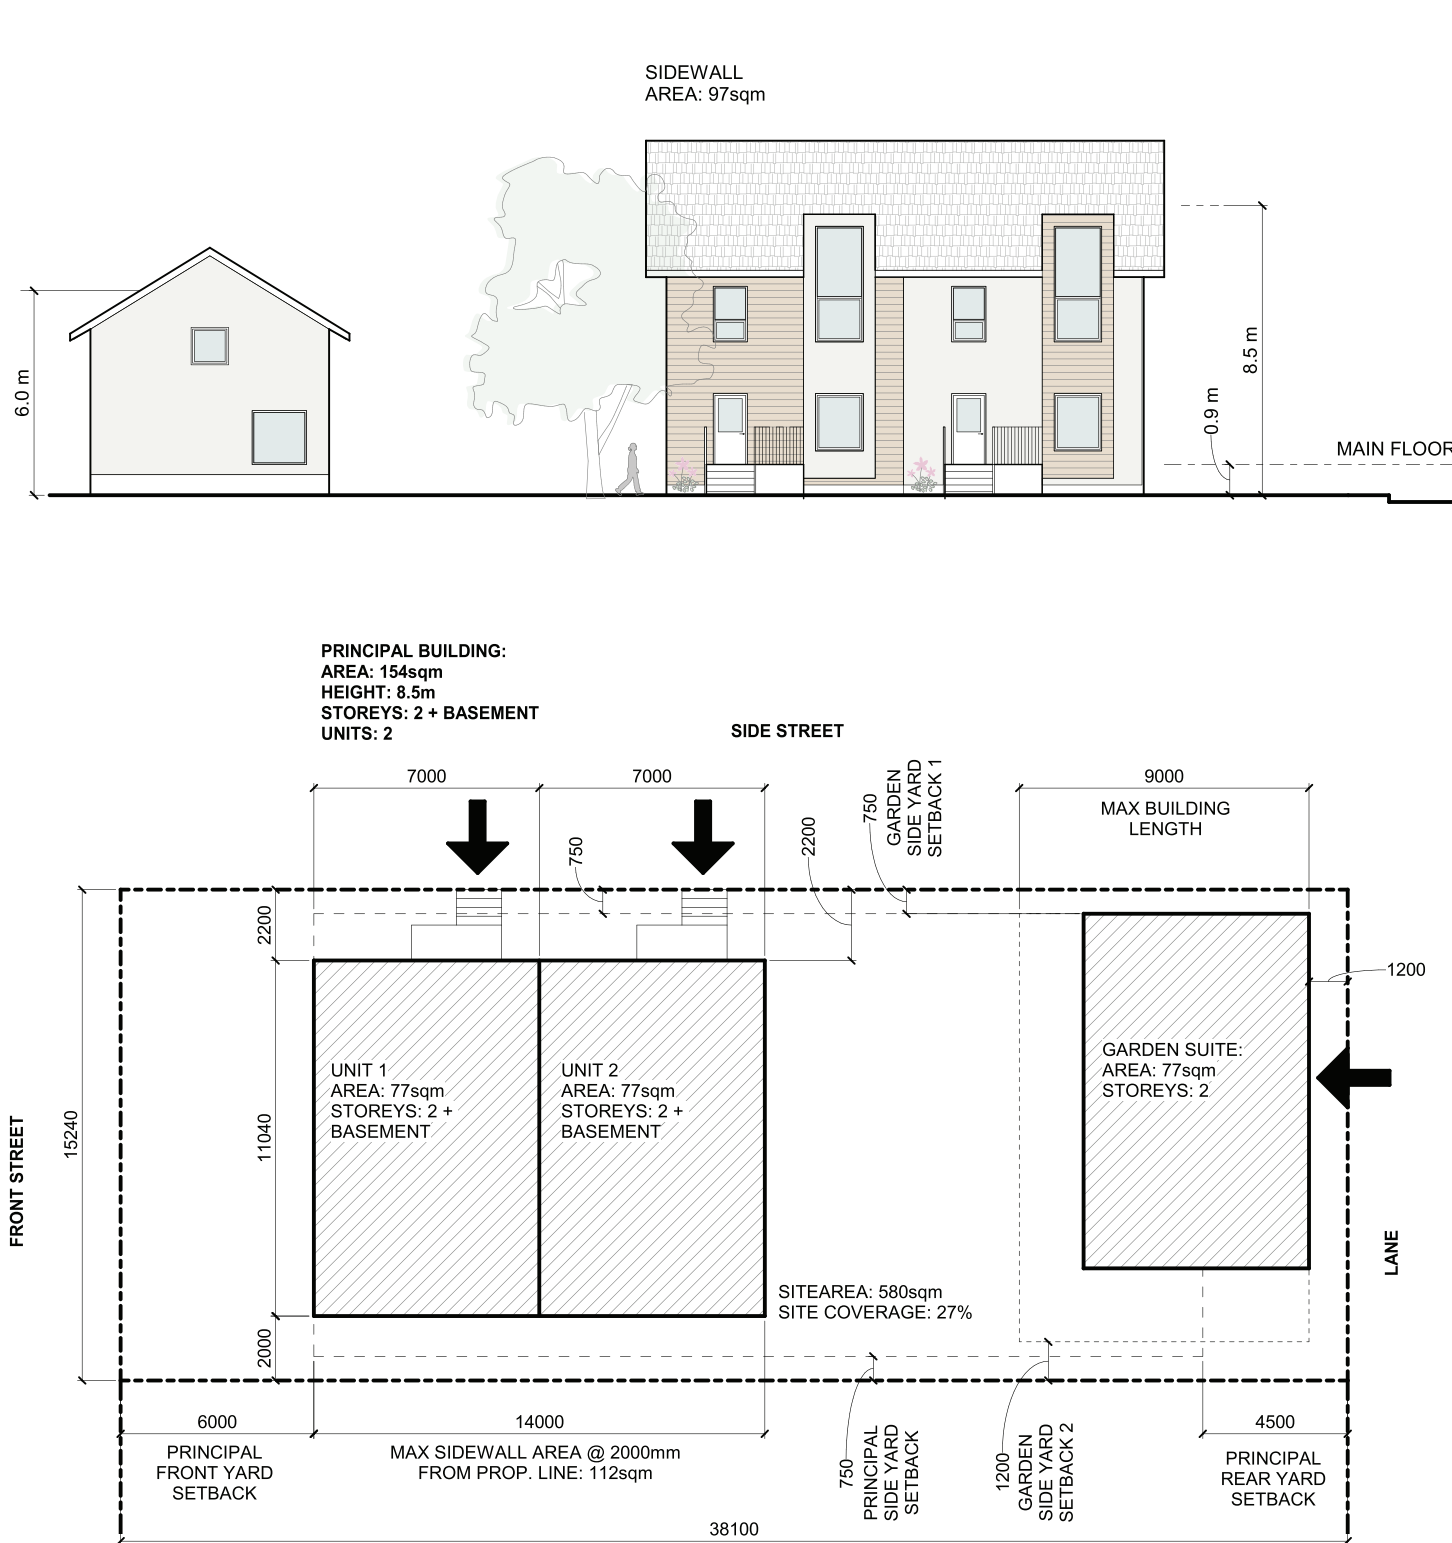 SIDEWALL
AREA: 97sqm
6.0 m
8.5 m
0.9 m
MAIN FLOOR
PRINCIPAL BUILDING:
AREA: 154sqm
HEIGHT: 8.5m
STOREYS: 2 + BASEMENT
UNITS: 2
SIDE STREET
7000
7000
750
2200
750
GARDEN
SIDE YARD
SETBACK 1
9000
MAX BUILDING
LENGTH
2200
1200
15240
11040
2000
FRONT STREET
UNIT 1
AREA: 77sqm
STOREYS: 2 +
BASEMENT
UNIT 2
AREA: 77sqm
STOREYS: 2 +
BASEMENT
GARDEN SUITE:
AREA: 77sqm
STOREYS: 2
LANE
SITEAREA: 580sqm
SITE COVERAGE: 27%
6000
PRINCIPAL
FRONT YARD
SETBACK
14000
MAX SIDEWALL AREA @ 2000mm
FROM PROP. LINE: 112sqm
750
PRINCIPAL
SIDE YARD
SETBACK
1200
GARDEN
SIDE YARD
SETBACK 2
4500
PRINCIPAL
REAR YARD
SETBACK
38100